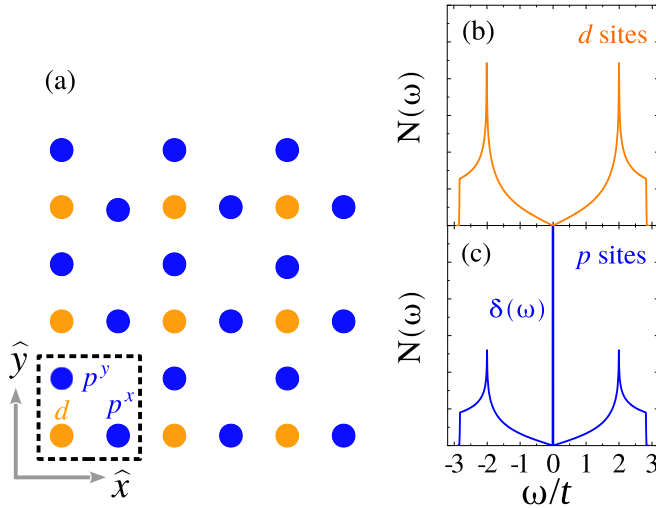 (a)
ŷ
p^y
d
p^x
x̂
(b)
d sites
N(ω)
(c)
p sites
δ(ω)
N(ω)
-3 -2 -1 0 1 2 3
ω/t